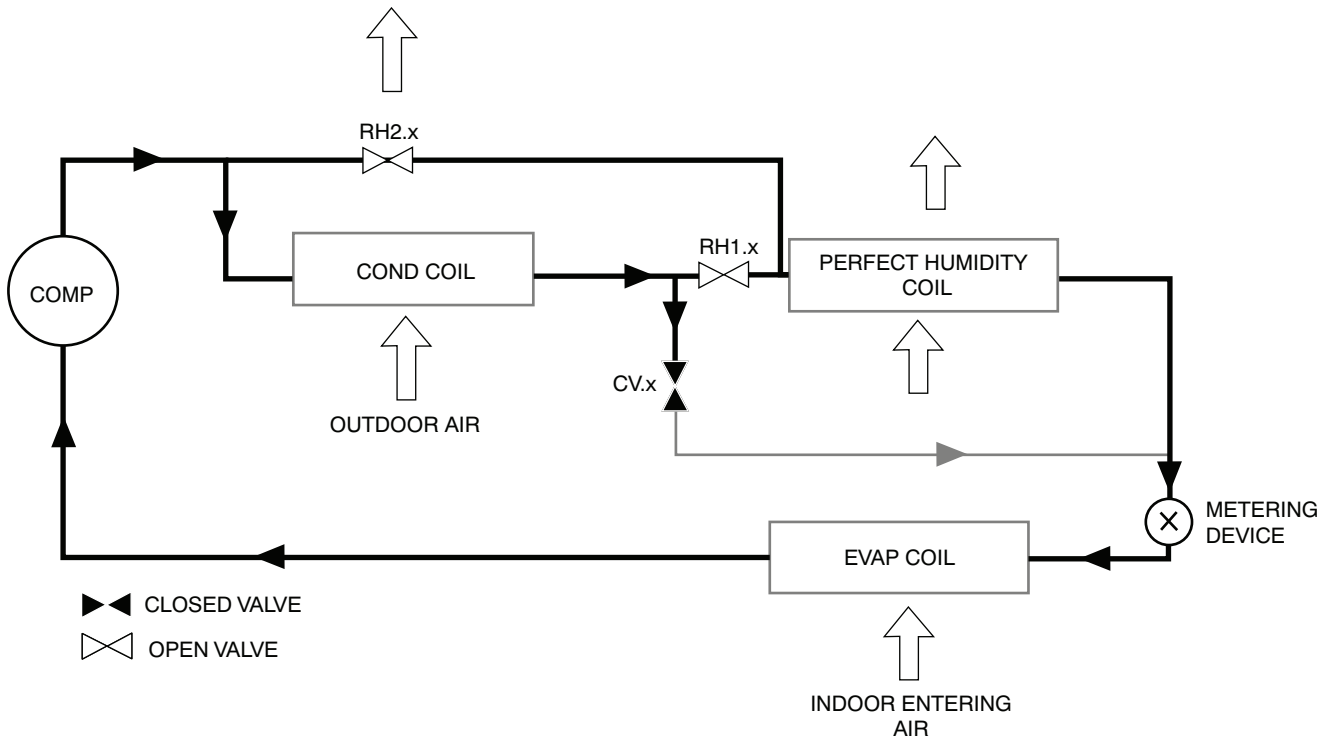 RH2.x
RH1.x
COND COIL
PERFECT HUMIDITY
COIL
COMP
CV.x
OUTDOOR AIR
METERING
DEVICE
EVAP COIL
CLOSED VALVE
OPEN VALVE
INDOOR ENTERING
AIR